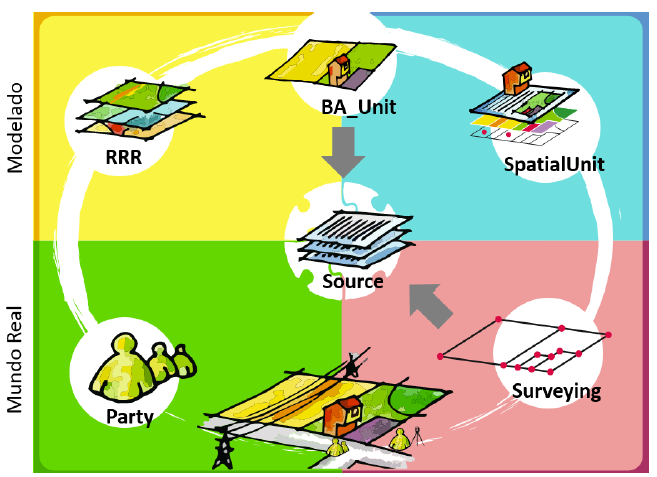 Modelado
BA_Unit
RRR
SpatialUnit
Source
Mundo Real
Surveying
Party